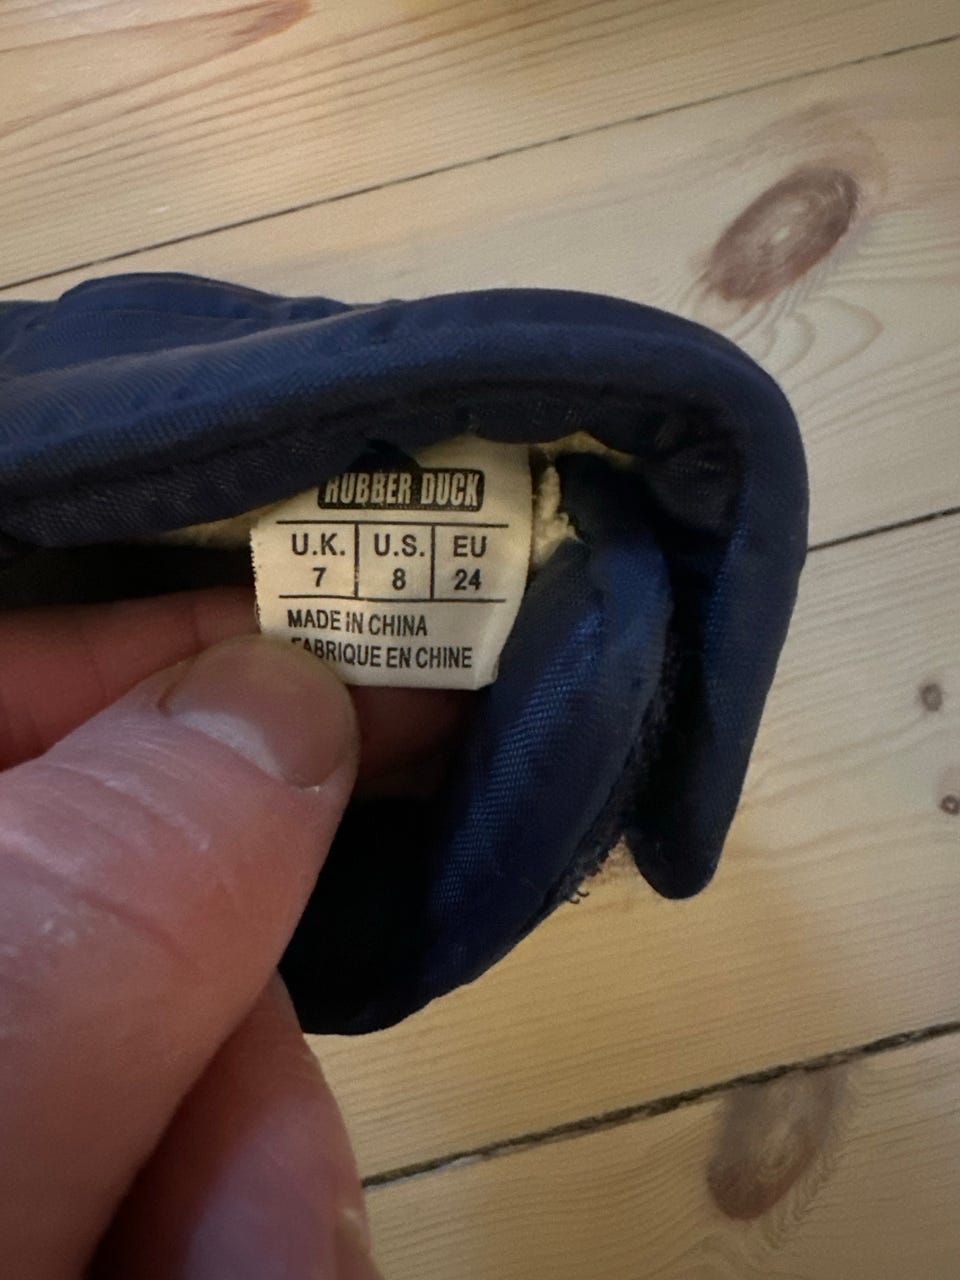 RUBBER DUCK
U.K. U.S. EU
7 8 24
MADE IN CHINA
FABRIQUE EN CHINE